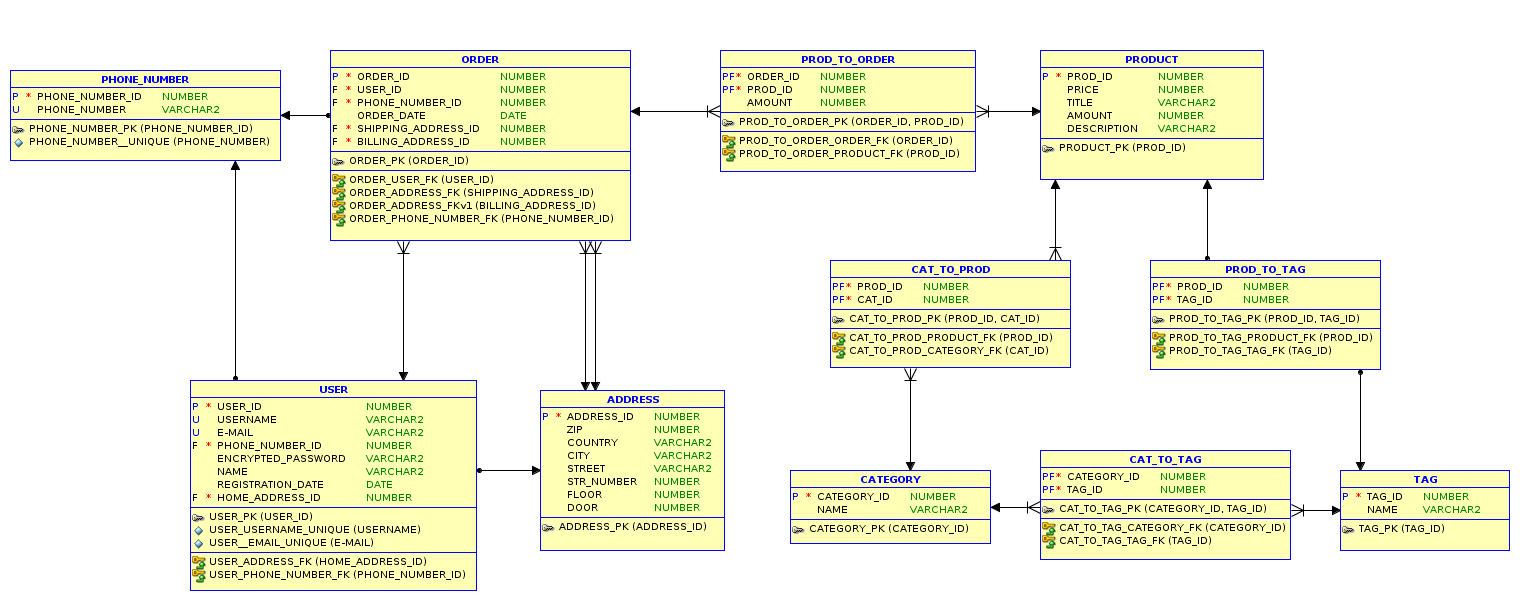 PHONE_NUMBER
P * PHONE_NUMBER_ID NUMBER
U PHONE_NUMBER VARCHAR2
PHONE_NUMBER_PK (PHONE_NUMBER_ID)
PHONE_NUMBER__UNIQUE (PHONE_NUMBER)
ORDER
P * ORDER_ID NUMBER
F * USER_ID NUMBER
F * PHONE_NUMBER_ID NUMBER
ORDER_DATE DATE
F * SHIPPING_ADDRESS_ID NUMBER
F * BILLING_ADDRESS_ID NUMBER
ORDER_PK (ORDER_ID)
ORDER_USER_FK (USER_ID)
ORDER_ADDRESS_FK (SHIPPING_ADDRESS_ID)
ORDER_ADDRESS_FKv1 (BILLING_ADDRESS_ID)
ORDER_PHONE_NUMBER_FK (PHONE_NUMBER_ID)
PROD_TO_ORDER
PF* ORDER_ID NUMBER
PF* PROD_ID NUMBER
AMOUNT NUMBER
PROD_TO_ORDER_PK (ORDER_ID, PROD_ID)
PROD_TO_ORDER_ORDER_FK (ORDER_ID)
PROD_TO_ORDER_PRODUCT_FK (PROD_ID)
PRODUCT
P * PROD_ID NUMBER
PRICE NUMBER
TITLE VARCHAR2
AMOUNT NUMBER
DESCRIPTION VARCHAR2
PRODUCT_PK (PROD_ID)
CAT_TO_PROD
PF* PROD_ID NUMBER
PF* CAT_ID NUMBER
CAT_TO_PROD_PK (PROD_ID, CAT_ID)
CAT_TO_PROD_PRODUCT_FK (PROD_ID)
CAT_TO_PROD_CATEGORY_FK (CAT_ID)
PROD_TO_TAG
PF* PROD_ID NUMBER
PF* TAG_ID NUMBER
PROD_TO_TAG_PK (PROD_ID, TAG_ID)
PROD_TO_TAG_PRODUCT_FK (PROD_ID)
PROD_TO_TAG_TAG_FK (TAG_ID)
USER
P * USER_ID NUMBER
U USERNAME VARCHAR2
U E-MAIL VARCHAR2
F * PHONE_NUMBER_ID NUMBER
ENCRYPTED_PASSWORD VARCHAR2
NAME VARCHAR2
REGISTRATION_DATE DATE
F * HOME_ADDRESS_ID NUMBER
USER_PK (USER_ID)
USER_USERNAME_UNIQUE (USERNAME)
USER__EMAIL_UNIQUE (E-MAIL)
USER_ADDRESS_FK (HOME_ADDRESS_ID)
USER_PHONE_NUMBER_FK (PHONE_NUMBER_ID)
ADDRESS
P * ADDRESS_ID NUMBER
ZIP NUMBER
COUNTRY VARCHAR2
CITY VARCHAR2
STREET VARCHAR2
STR_NUMBER NUMBER
FLOOR NUMBER
DOOR NUMBER
ADDRESS_PK (ADDRESS_ID)
CATEGORY
P * CATEGORY_ID NUMBER
NAME VARCHAR2
CATEGORY_PK (CATEGORY_ID)
CAT_TO_TAG
PF* CATEGORY_ID NUMBER
PF* TAG_ID NUMBER
CAT_TO_TAG_PK (CATEGORY_ID, TAG_ID)
CAT_TO_TAG_CATEGORY_FK (CATEGORY_ID)
CAT_TO_TAG_TAG_FK (TAG_ID)
TAG
P * TAG_ID NUMBER
NAME VARCHAR2
TAG_PK (TAG_ID)